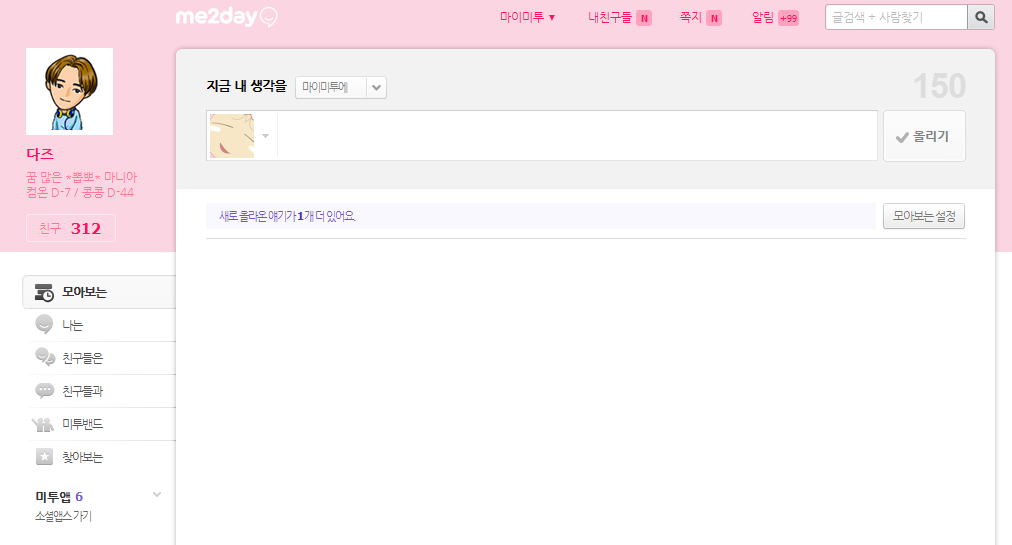 me2day
마이미투 ▼
내친구들 N
쪽지 N
알림 +99
글검색 + 사람찾기
다즈
꿈 많은 *뽑뽀* 마니아
컴온 D-7 / 콩콩 D-44
친구 312
지금 내 생각을
마이미투에
150
올리기
새로 올라온 얘기가 1개 더 있어요.
모아보는 설정
모아보는
나는
친구들은
친구들과
미투밴드
찾아보는
미투앱 6
소셜앱스 가기